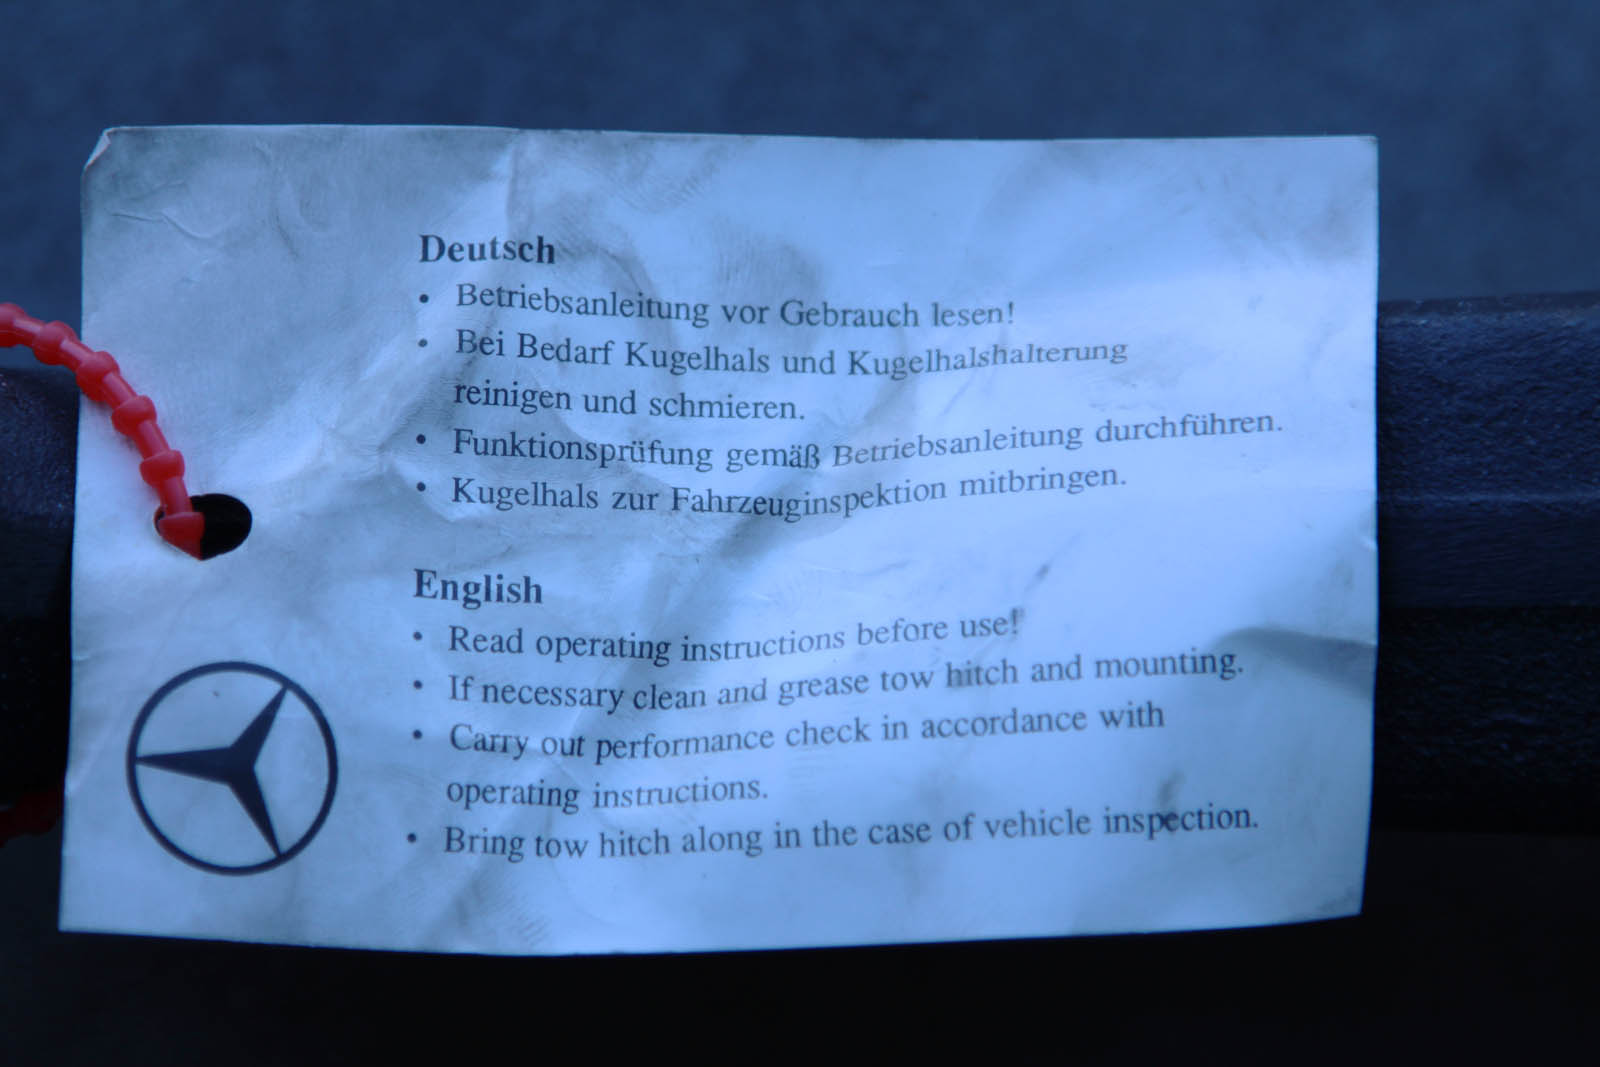 Deutsch
• Betriebsanleitung vor Gebrauch lesen!
• Bei Bedarf Kugelhals und Kugelhalshalterung
reinigen und schmieren.
• Funktionsprüfung gemäß Betriebsanleitung durchführen.
• Kugelhals zur Fahrzeuginspektion mitbringen.
English
• Read operating instructions before use!
• If necessary clean and grease tow hitch and mounting.
• Carry out performance check in accordance with
operating instructions.
• Bring tow hitch along in the case of vehicle inspection.